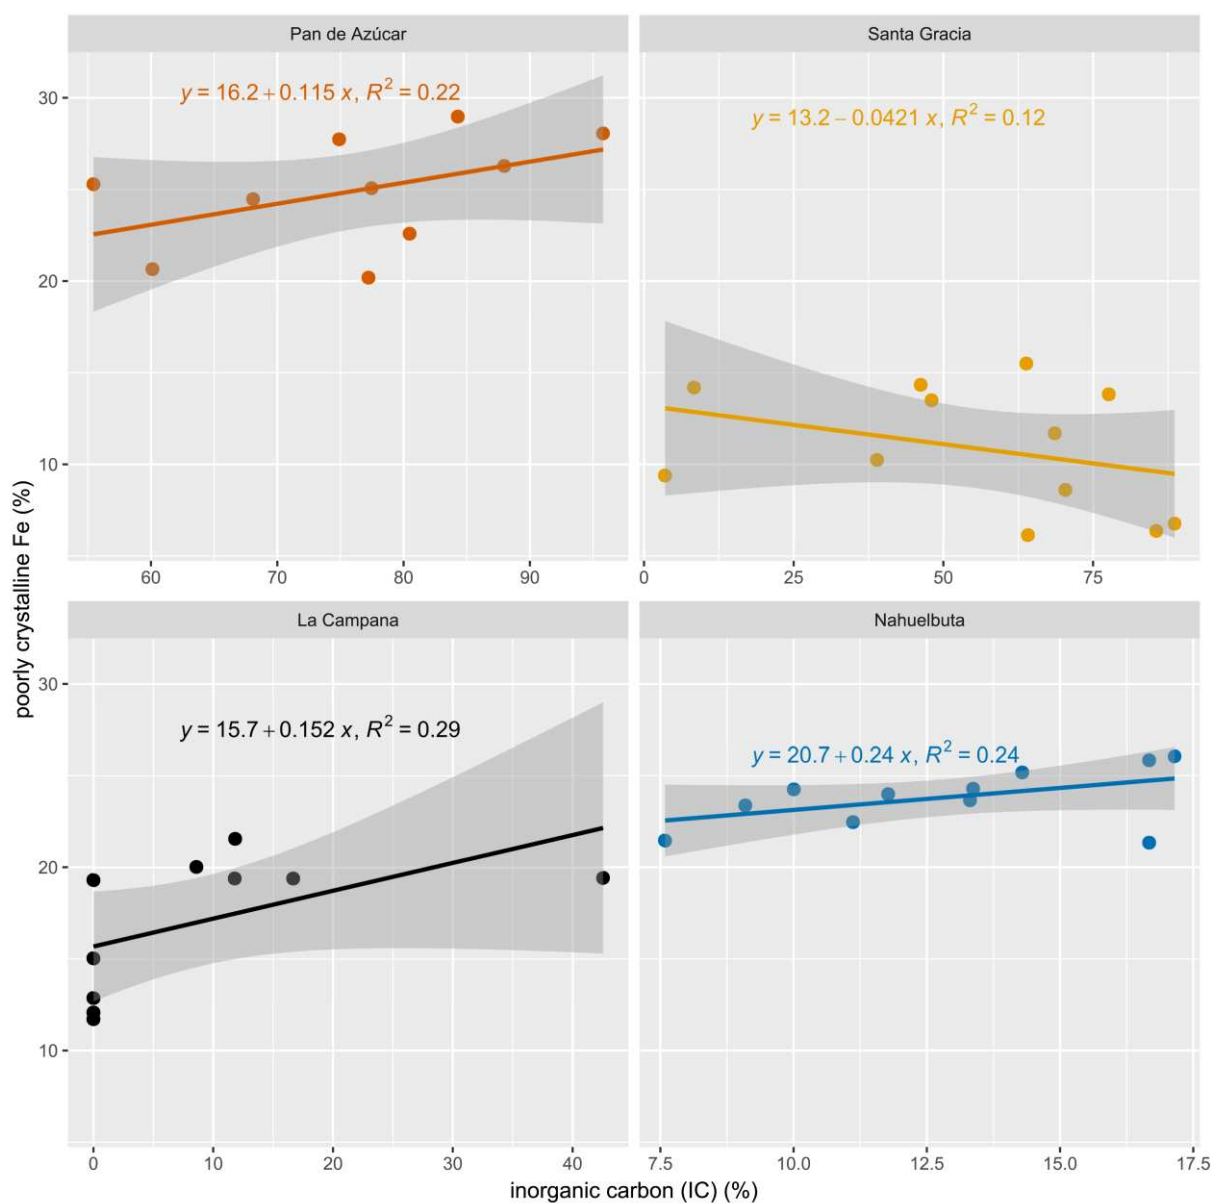 Pan de Azúcar
Santa Gracia
y = 16.2 + 0.115 x, R² = 0.22
y = 13.2 − 0.0421 x, R² = 0.12
30
20
10
60 70 80 90
0 25 50 75
La Campana
Nahuelbuta
y = 15.7 + 0.152 x, R² = 0.29
y = 20.7 + 0.24 x, R² = 0.24
30
20
10
0 10 20 30 40
7.5 10.0 12.5 15.0 17.5
poorly crystalline Fe (%)
inorganic carbon (IC) (%)